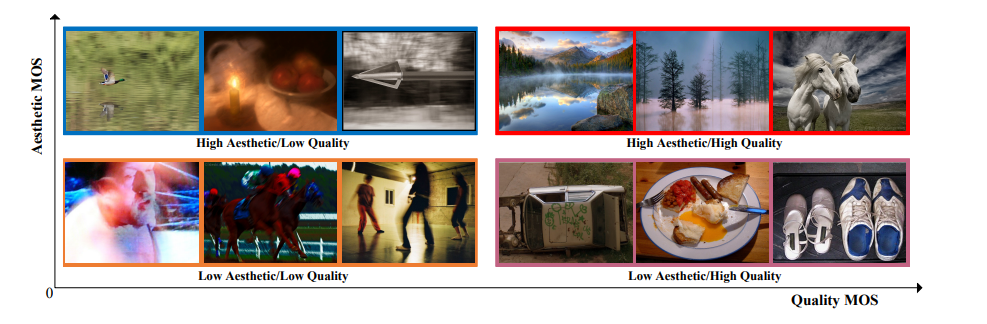 Aesthetic MOS
High Aesthetic/Low Quality
High Aesthetic/High Quality
Low Aesthetic/Low Quality
Low Aesthetic/High Quality
0
Quality MOS